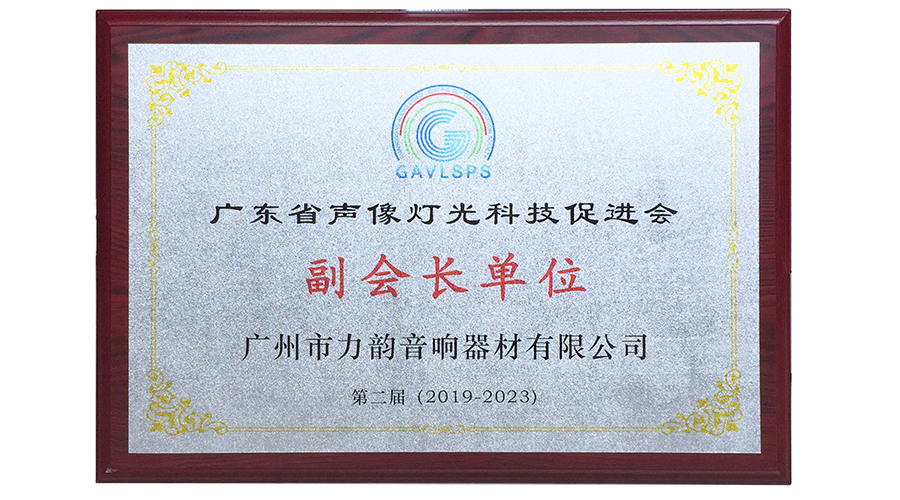 GAVLSPS
广东省声像灯光科技促进会
副会长单位
广州市力韵音响器材有限公司
第二届（2019-2023）